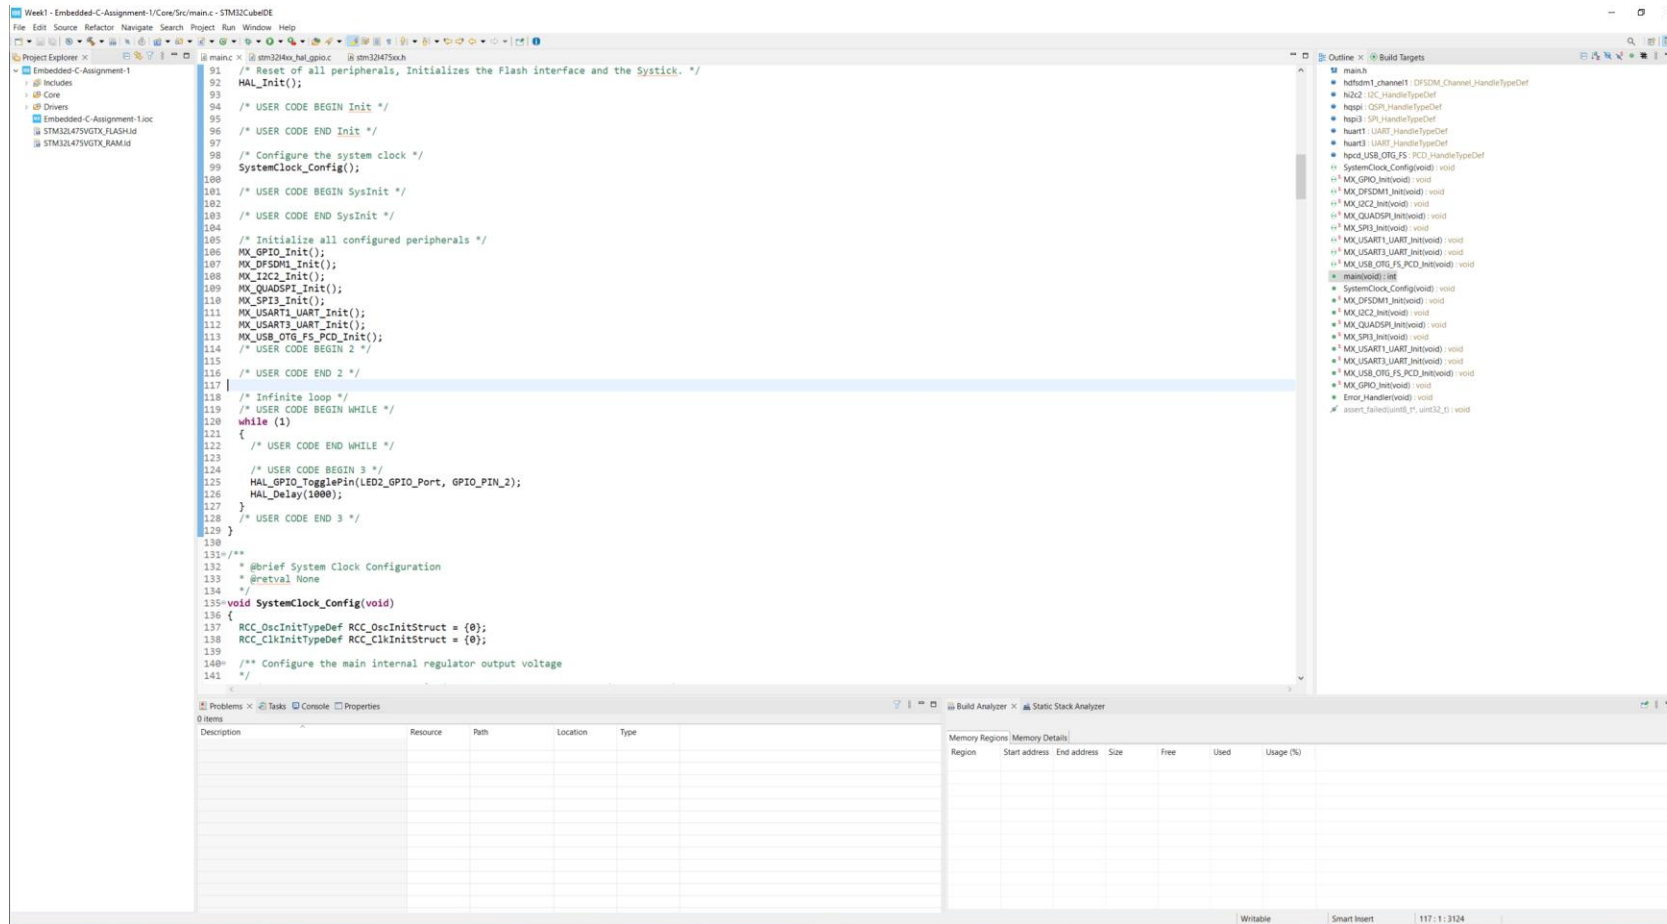 Week1 - Embedded-C-Assignment-1/Core/Src/main.c - STM32CubeIDE
File Edit Source Refactor Navigate Search Project Run Window Help
Project Explorer
Embedded-C-Assignment-1
Includes
Core
Drivers
Embedded-C-Assignment-1.ioc
STM32L475VGTX_FLASH.ld
STM32L475VGTX_RAM.ld
main.c stm32l4xx_hal_gpio.c stm32l475xx.h
91 /* Reset of all peripherals, Initializes the Flash interface and the Systick. */
92 HAL_Init();
93
94 /* USER CODE BEGIN Init */
95
96 /* USER CODE END Init */
97
98 /* Configure the system clock */
99 SystemClock_Config();
100
101 /* USER CODE BEGIN SysInit */
102
103 /* USER CODE END SysInit */
104
105 /* Initialize all configured peripherals */
106 MX_GPIO_Init();
107 MX_DFSDM1_Init();
108 MX_I2C2_Init();
109 MX_QUADSPI_Init();
110 MX_SPI3_Init();
111 MX_USART1_UART_Init();
112 MX_USART3_UART_Init();
113 MX_USB_OTG_FS_PCD_Init();
114 /* USER CODE BEGIN 2 */
115
116 /* USER CODE END 2 */
117
118 /* Infinite loop */
119 /* USER CODE BEGIN WHILE */
120 while (1)
121 {
122 /* USER CODE END WHILE */
123
124 /* USER CODE BEGIN 3 */
125 HAL_GPIO_TogglePin(LED2_GPIO_Port, GPIO_PIN_2);
126 HAL_Delay(1000);
127 }
128 /* USER CODE END 3 */
129 }
130
131 /**
132 * @brief System Clock Configuration
133 * @retval None
134 */
135 void SystemClock_Config(void)
136 {
137 RCC_OscInitTypeDef RCC_OscInitStruct = {0};
138 RCC_ClkInitTypeDef RCC_ClkInitStruct = {0};
139
140 /** Configure the main internal regulator output voltage
141 */
Outline Build Targets
main.h
hdfsdm1_channel1 : DFSDM_Channel_HandleTypeDef
hi2c2 : I2C_HandleTypeDef
hqspi : QSPI_HandleTypeDef
hspi3 : SPI_HandleTypeDef
huart1 : UART_HandleTypeDef
huart3 : UART_HandleTypeDef
hpcd_USB_OTG_FS : PCD_HandleTypeDef
SystemClock_Config(void) : void
MX_GPIO_Init(void) : void
MX_DFSDM1_Init(void) : void
MX_I2C2_Init(void) : void
MX_QUADSPI_Init(void) : void
MX_SPI3_Init(void) : void
MX_USART1_UART_Init(void) : void
MX_USART3_UART_Init(void) : void
MX_USB_OTG_FS_PCD_Init(void) : void
main(void) : int
SystemClock_Config(void) : void
MX_DFSDM1_Init(void) : void
MX_I2C2_Init(void) : void
MX_QUADSPI_Init(void) : void
MX_SPI3_Init(void) : void
MX_USART1_UART_Init(void) : void
MX_USART3_UART_Init(void) : void
MX_USB_OTG_FS_PCD_Init(void) : void
MX_GPIO_Init(void) : void
Error_Handler(void) : void
assert_failed(uint8_t*, uint32_t) : void
Problems Tasks Console Properties
0 items
Description Resource Path Location Type
Build Analyzer Static Stack Analyzer
Memory Regions Memory Details
Region Start address End address Size Free Used Usage (%)
Writable Smart Insert 117 : 1 : 3124